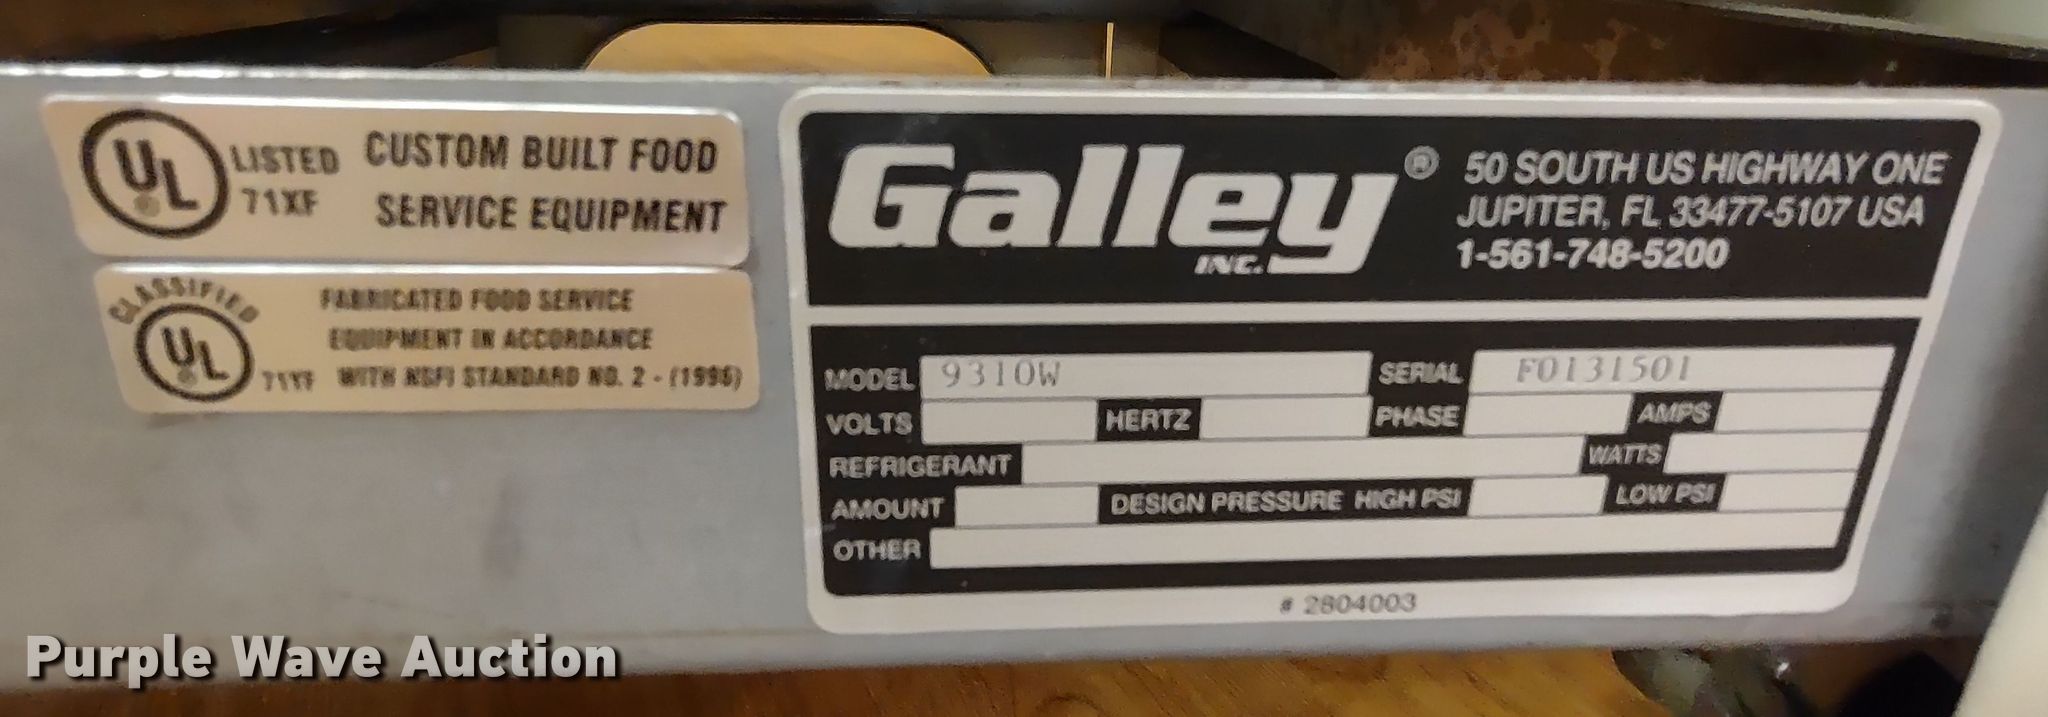 UL LISTED 71XF
CUSTOM BUILT FOOD
SERVICE EQUIPMENT
CLASSIFIED
UL 71YF
FABRICATED FOOD SERVICE
EQUIPMENT IN ACCORDANCE
WITH NSFI STANDARD NO. 2 - (1996)
Galley®
INC.
50 SOUTH US HIGHWAY ONE
JUPITER, FL 33477-5107 USA
1-561-748-5200
MODEL 9310W SERIAL F0131501
VOLTS HERTZ PHASE AMPS
REFRIGERANT WATTS
AMOUNT DESIGN PRESSURE HIGH PSI LOW PSI
OTHER
# 2804003
Purple Wave Auction